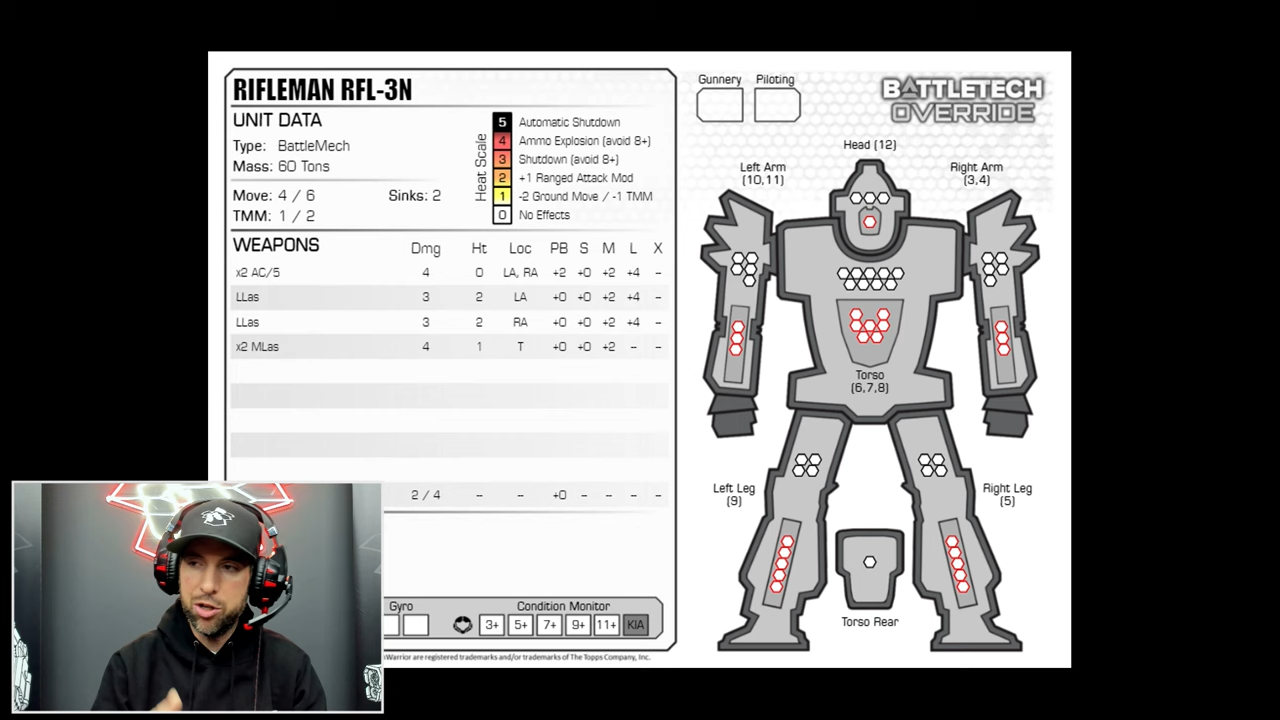 RIFLEMAN RFL-3N
UNIT DATA
Type: BattleMech
Mass: 60 Tons
Move: 4 / 6 Sinks: 2
TMM: 1 / 2
Heat Scale
5 Automatic Shutdown
4 Ammo Explosion (avoid 8+)
3 Shutdown (avoid 8+)
2 +1 Ranged Attack Mod
1 -2 Ground Move / -1 TMM
0 No Effects
WEAPONS Dmg Ht Loc PB S M L X
x2 AC/5 4 0 LA, RA +2 +0 +2 +4 –
LLas 3 2 LA +0 +0 +2 +4 –
LLas 3 2 RA +0 +0 +2 +4 –
x2 MLas 4 1 T +0 +0 +2 – –
2 / 4 – – +0 – – – –
Gyro Condition Monitor
3+ 5+ 7+ 9+ 11+ KIA
Warrior are registered trademarks and/or trademarks of The Topps Company, Inc.
Gunnery Piloting
BATTLETECH
OVERRIDE
Head (12)
Left Arm
(10,11)
Right Arm
(3,4)
Torso
(6,7,8)
Left Leg
(9)
Right Leg
(5)
Torso Rear